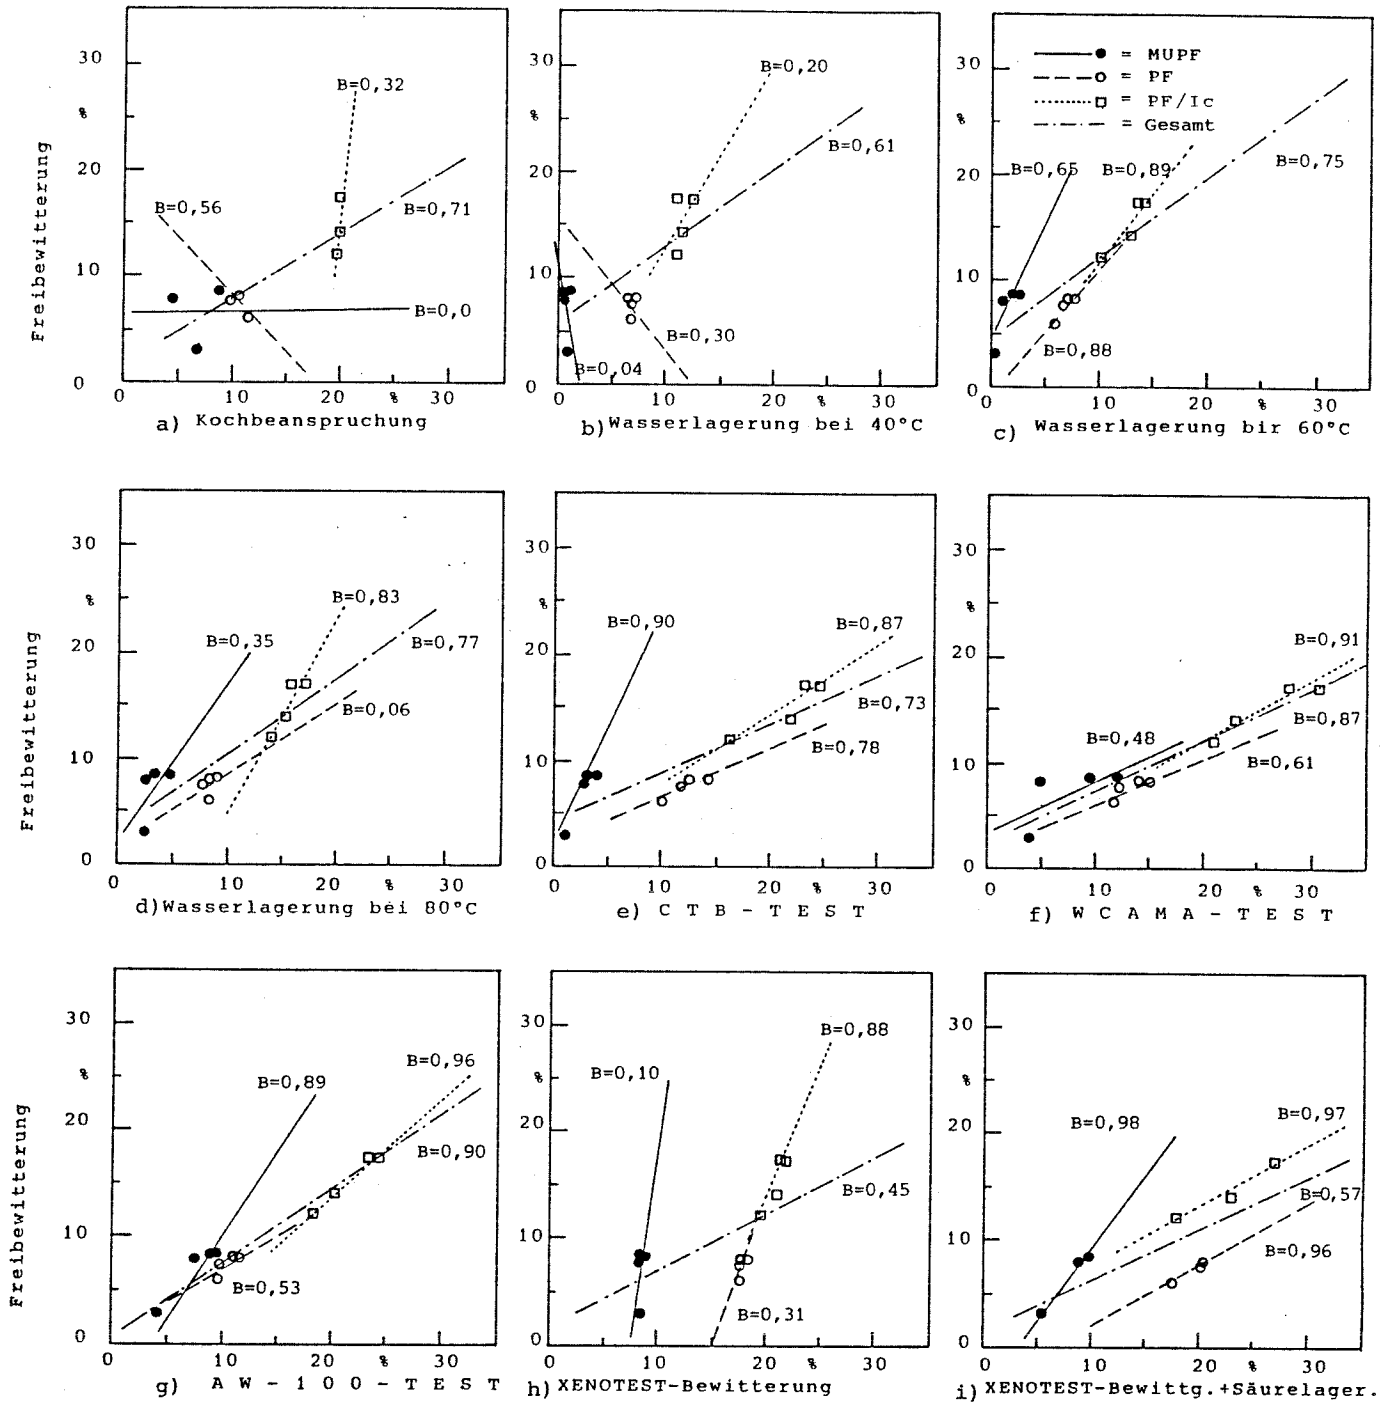 Freibewitterung
30
%
20
10
0
B=0,32
B=0,56
B=0,71
B=0,0
0 10 20 % 30
a) Kochbeanspruchung
30
%
20
10
0
B=0,20
B=0,61
B=0,30
B=0,04
0 10 20 % 30
b) Wasserlagerung bei 40°C
30
%
20
10
0
● = MUPF
○ = PF
□ = PF/Ic
= Gesamt
B=0,65
B=0,89
B=0,75
B=0,88
0 10 % 20 30
c) Wasserlagerung bir 60°C
Freibewitterung
30
%
20
10
0
B=0,83
B=0,35
B=0,77
B=0,06
0 10 20 % 30
d) Wasserlagerung bei 80°C
30
%
20
10
0
B=0,90
B=0,87
B=0,73
B=0,78
0 10 20 % 30
e) C T B - T E S T
30
%
20
10
0
B=0,91
B=0,48
B=0,87
B=0,61
0 10 20 % 30
f) W C A M A - T E S T
Freibewitterung
30
%
20
10
0
B=0,96
B=0,89
B=0,90
B=0,53
0 10 20 % 30
g) A W - 1 0 0 - T E S T
30
%
20
10
0
B=0,88
B=0,10
B=0,45
B=0,31
0 10 20 % 30
h) XENOTEST-Bewitterung
30
%
20
10
0
B=0,98
B=0,97
B=0,57
B=0,96
0 10 20 % 30
i) XENOTEST-Bewittg.+Säurelager.